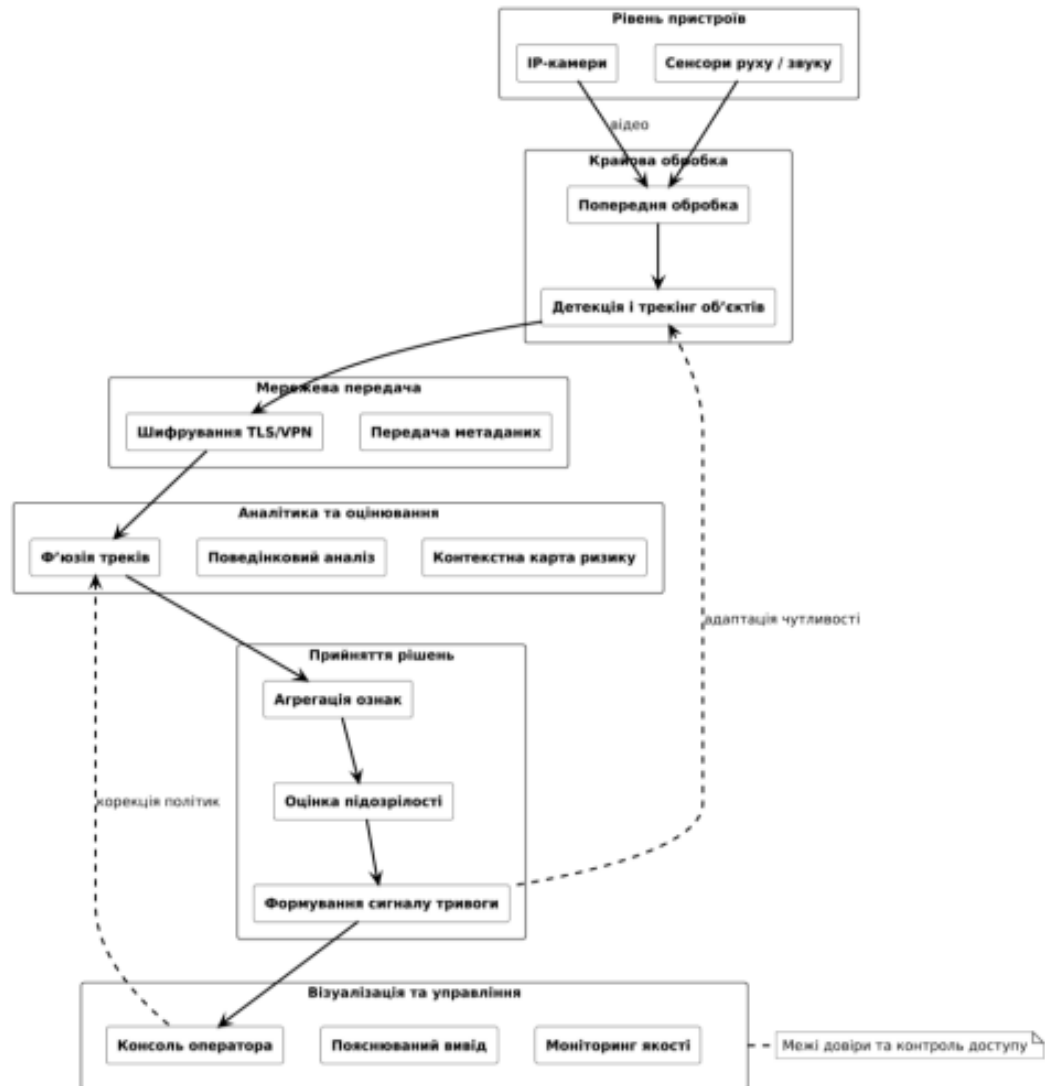 Рівень пристроїв
IP-камери
Сенсори руху / звуку
відео
Крайова обробка
Попередня обробка
Детекція і трекінг об'єктів
Мережева передача
Шифрування TLS/VPN
Передача метаданих
Аналітика та оцінювання
Ф'юзія треків
Поведінковий аналіз
Контекстна карта ризику
адаптація чутливості
Прийняття рішень
Агрегація ознак
Оцінка підозрілості
корекція політик
Формування сигналу тривоги
Візуалізація та управління
Консоль оператора
Пояснюваний вивід
Моніторинг якості
Межі довіри та контроль доступу